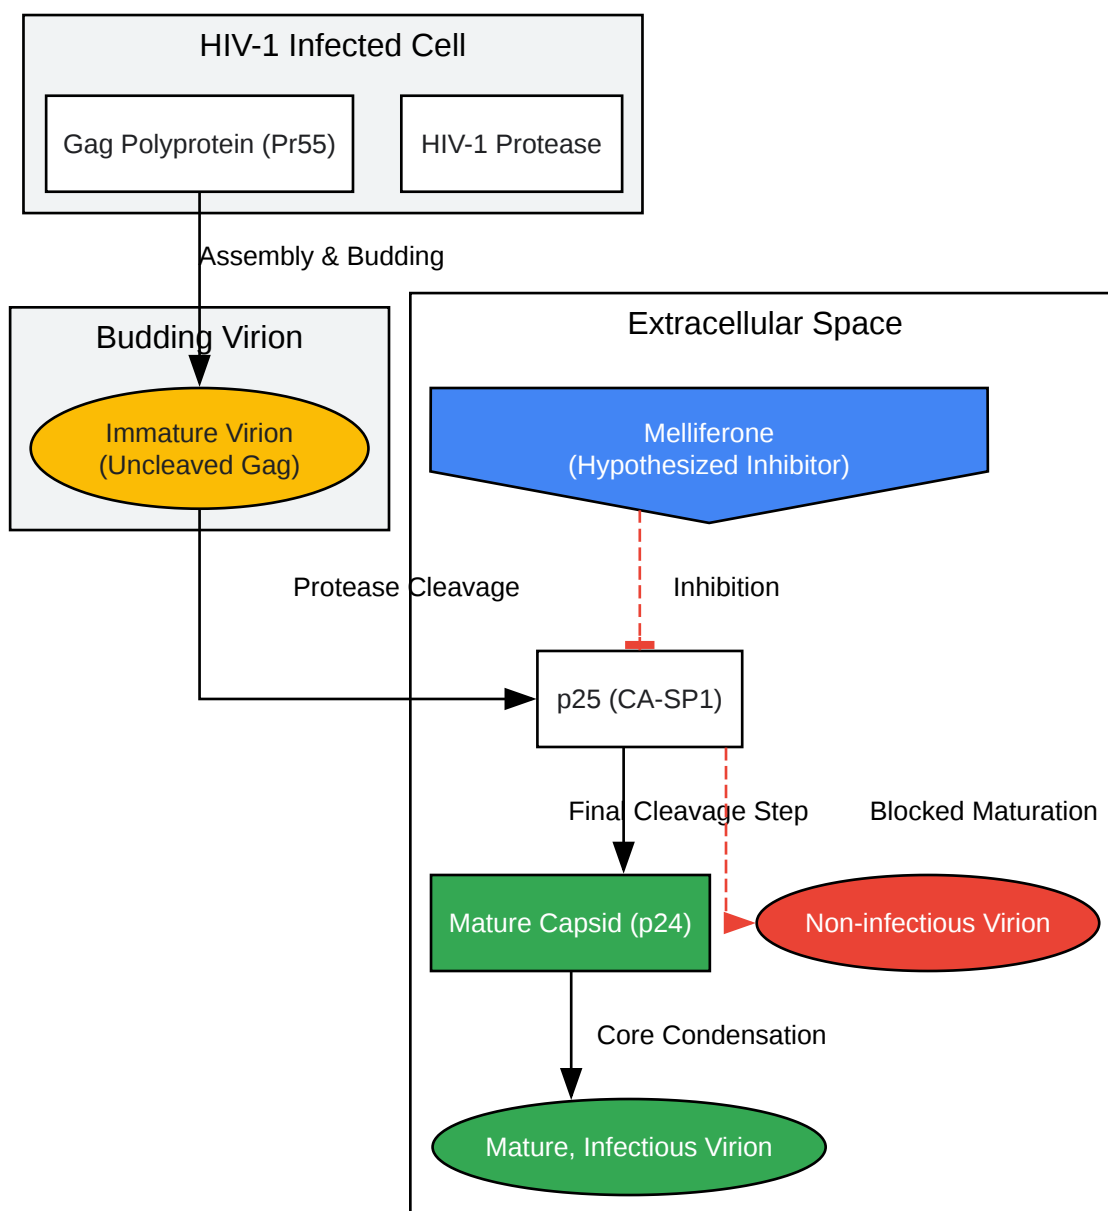 HIV-1 Infected Cell
Gag Polyprotein (Pr55)
HIV-1 Protease
Assembly & Budding
Budding Virion
Extracellular Space
Immature Virion
(Uncleaved Gag)
Melliferone
(Hypothesized Inhibitor)
Protease Cleavage
Inhibition
p25 (CA-SP1)
Final Cleavage Step
Blocked Maturation
Mature Capsid (p24)
Non-infectious Virion
Core Condensation
Mature, Infectious Virion